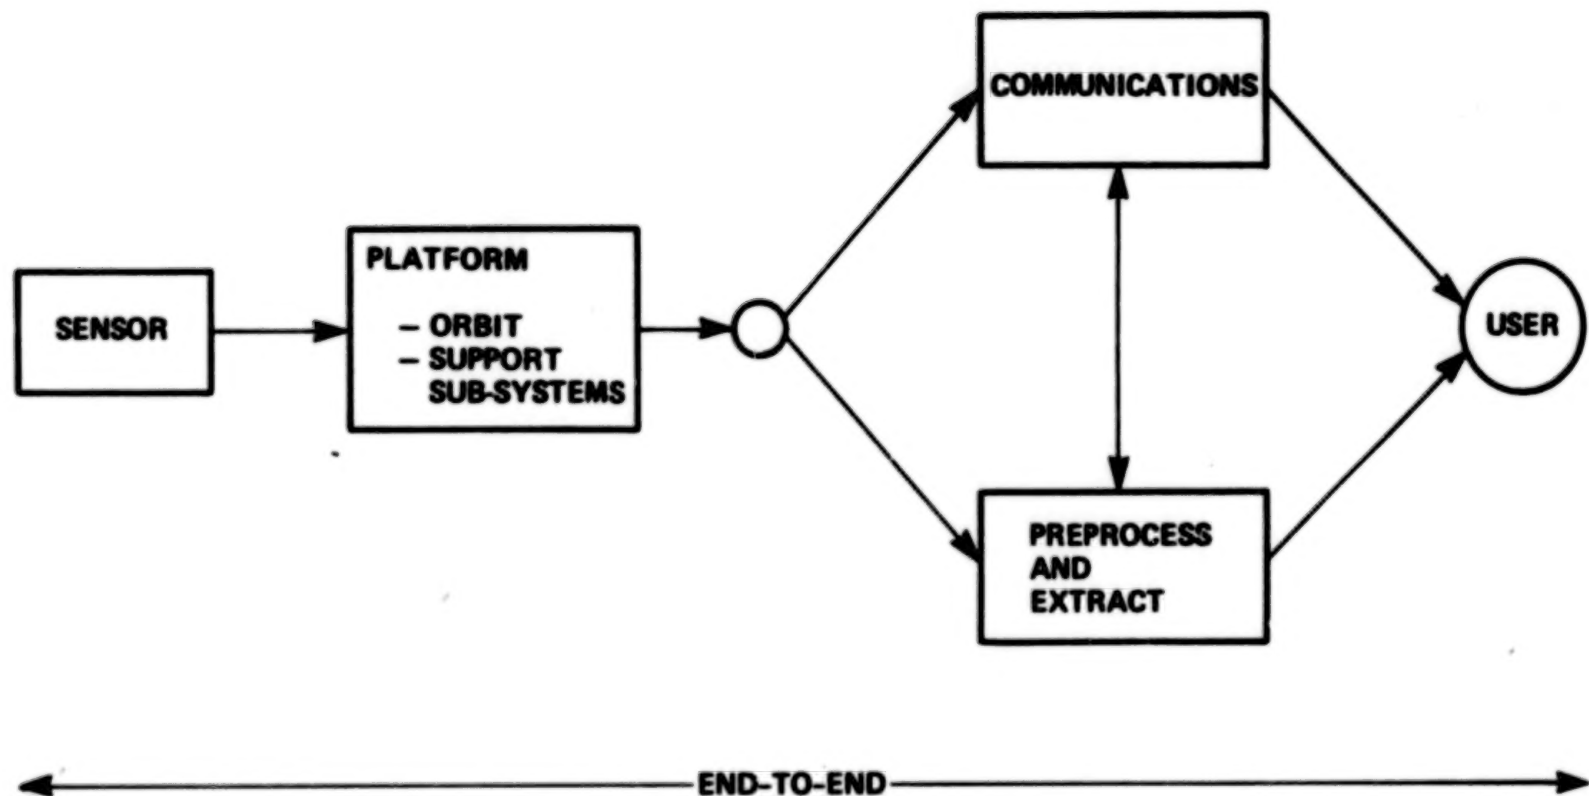 COMMUNICATIONS
PLATFORM
– ORBIT
– SUPPORT
SUB-SYSTEMS
SENSOR
USER
PREPROCESS
AND
EXTRACT
END-TO-END